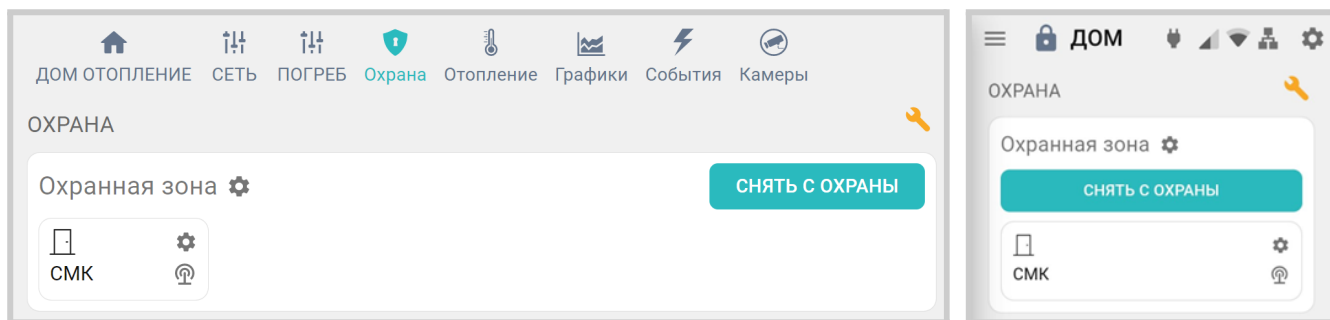 ДОМ ОТОПЛЕНИЕ СЕТЬ ПОГРЕБ Охрана Отопление Графики События Камеры
ОХРАНА
Охранная зона
СНЯТЬ С ОХРАНЫ
СМК
ДОМ
ОХРАНА
Охранная зона
СНЯТЬ С ОХРАНЫ
СМК